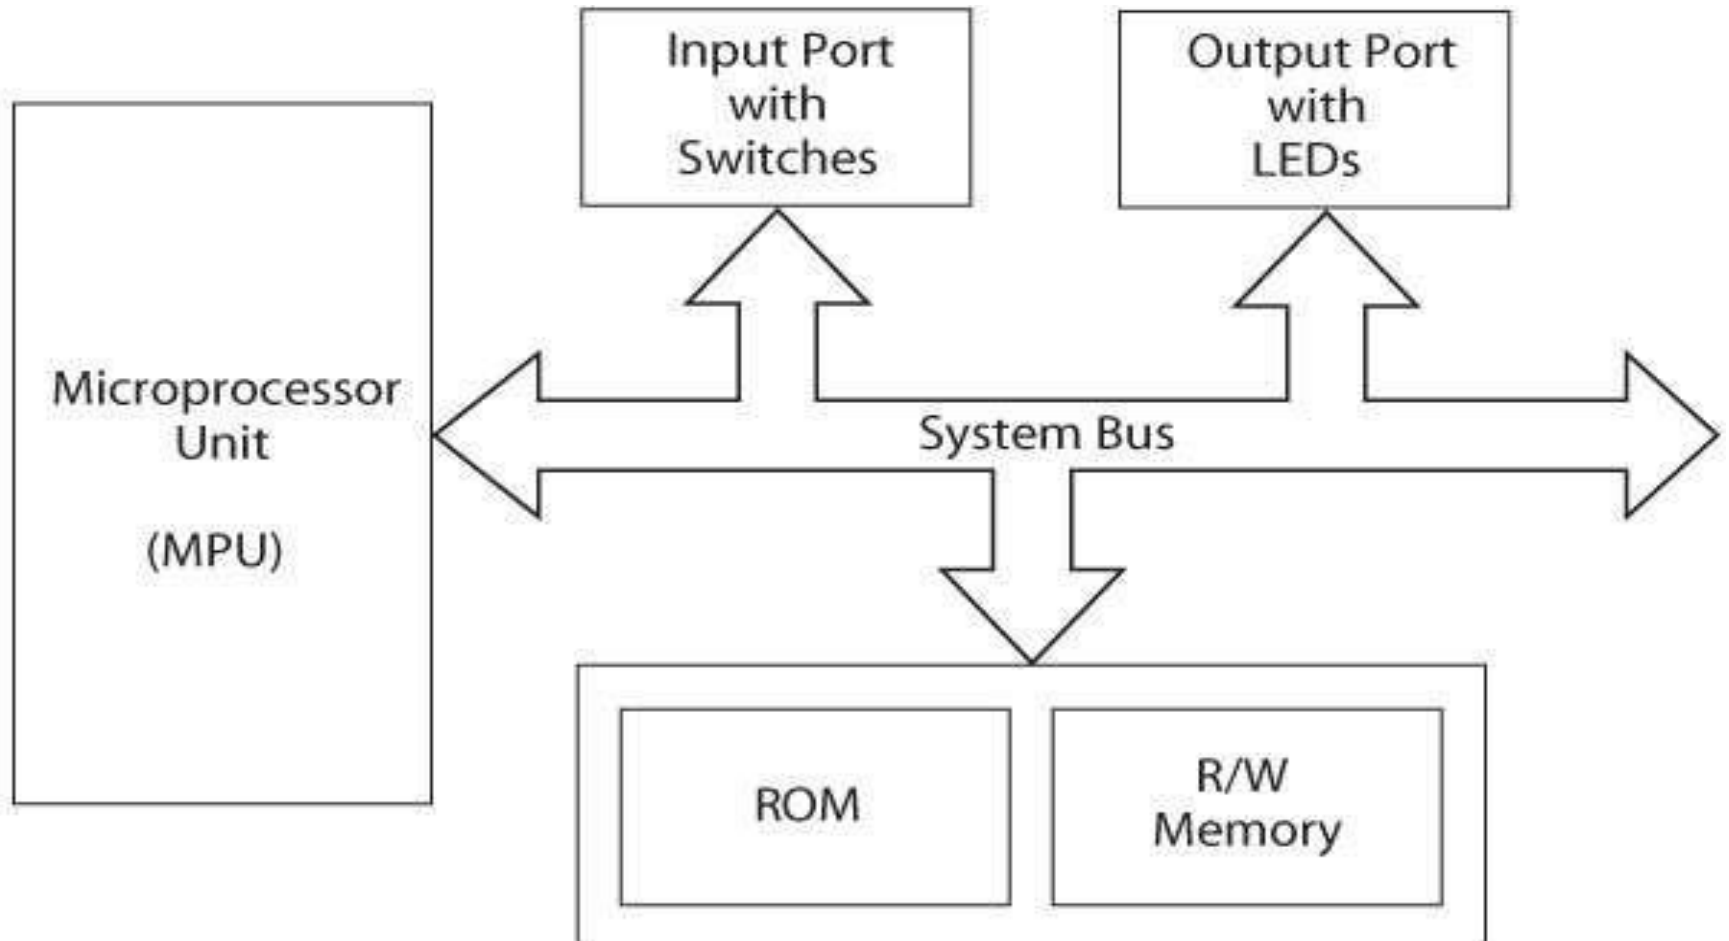 Input Port
with
Switches
Output Port
with
LEDs
Microprocessor
Unit
(MPU)
System Bus
ROM
R/W
Memory